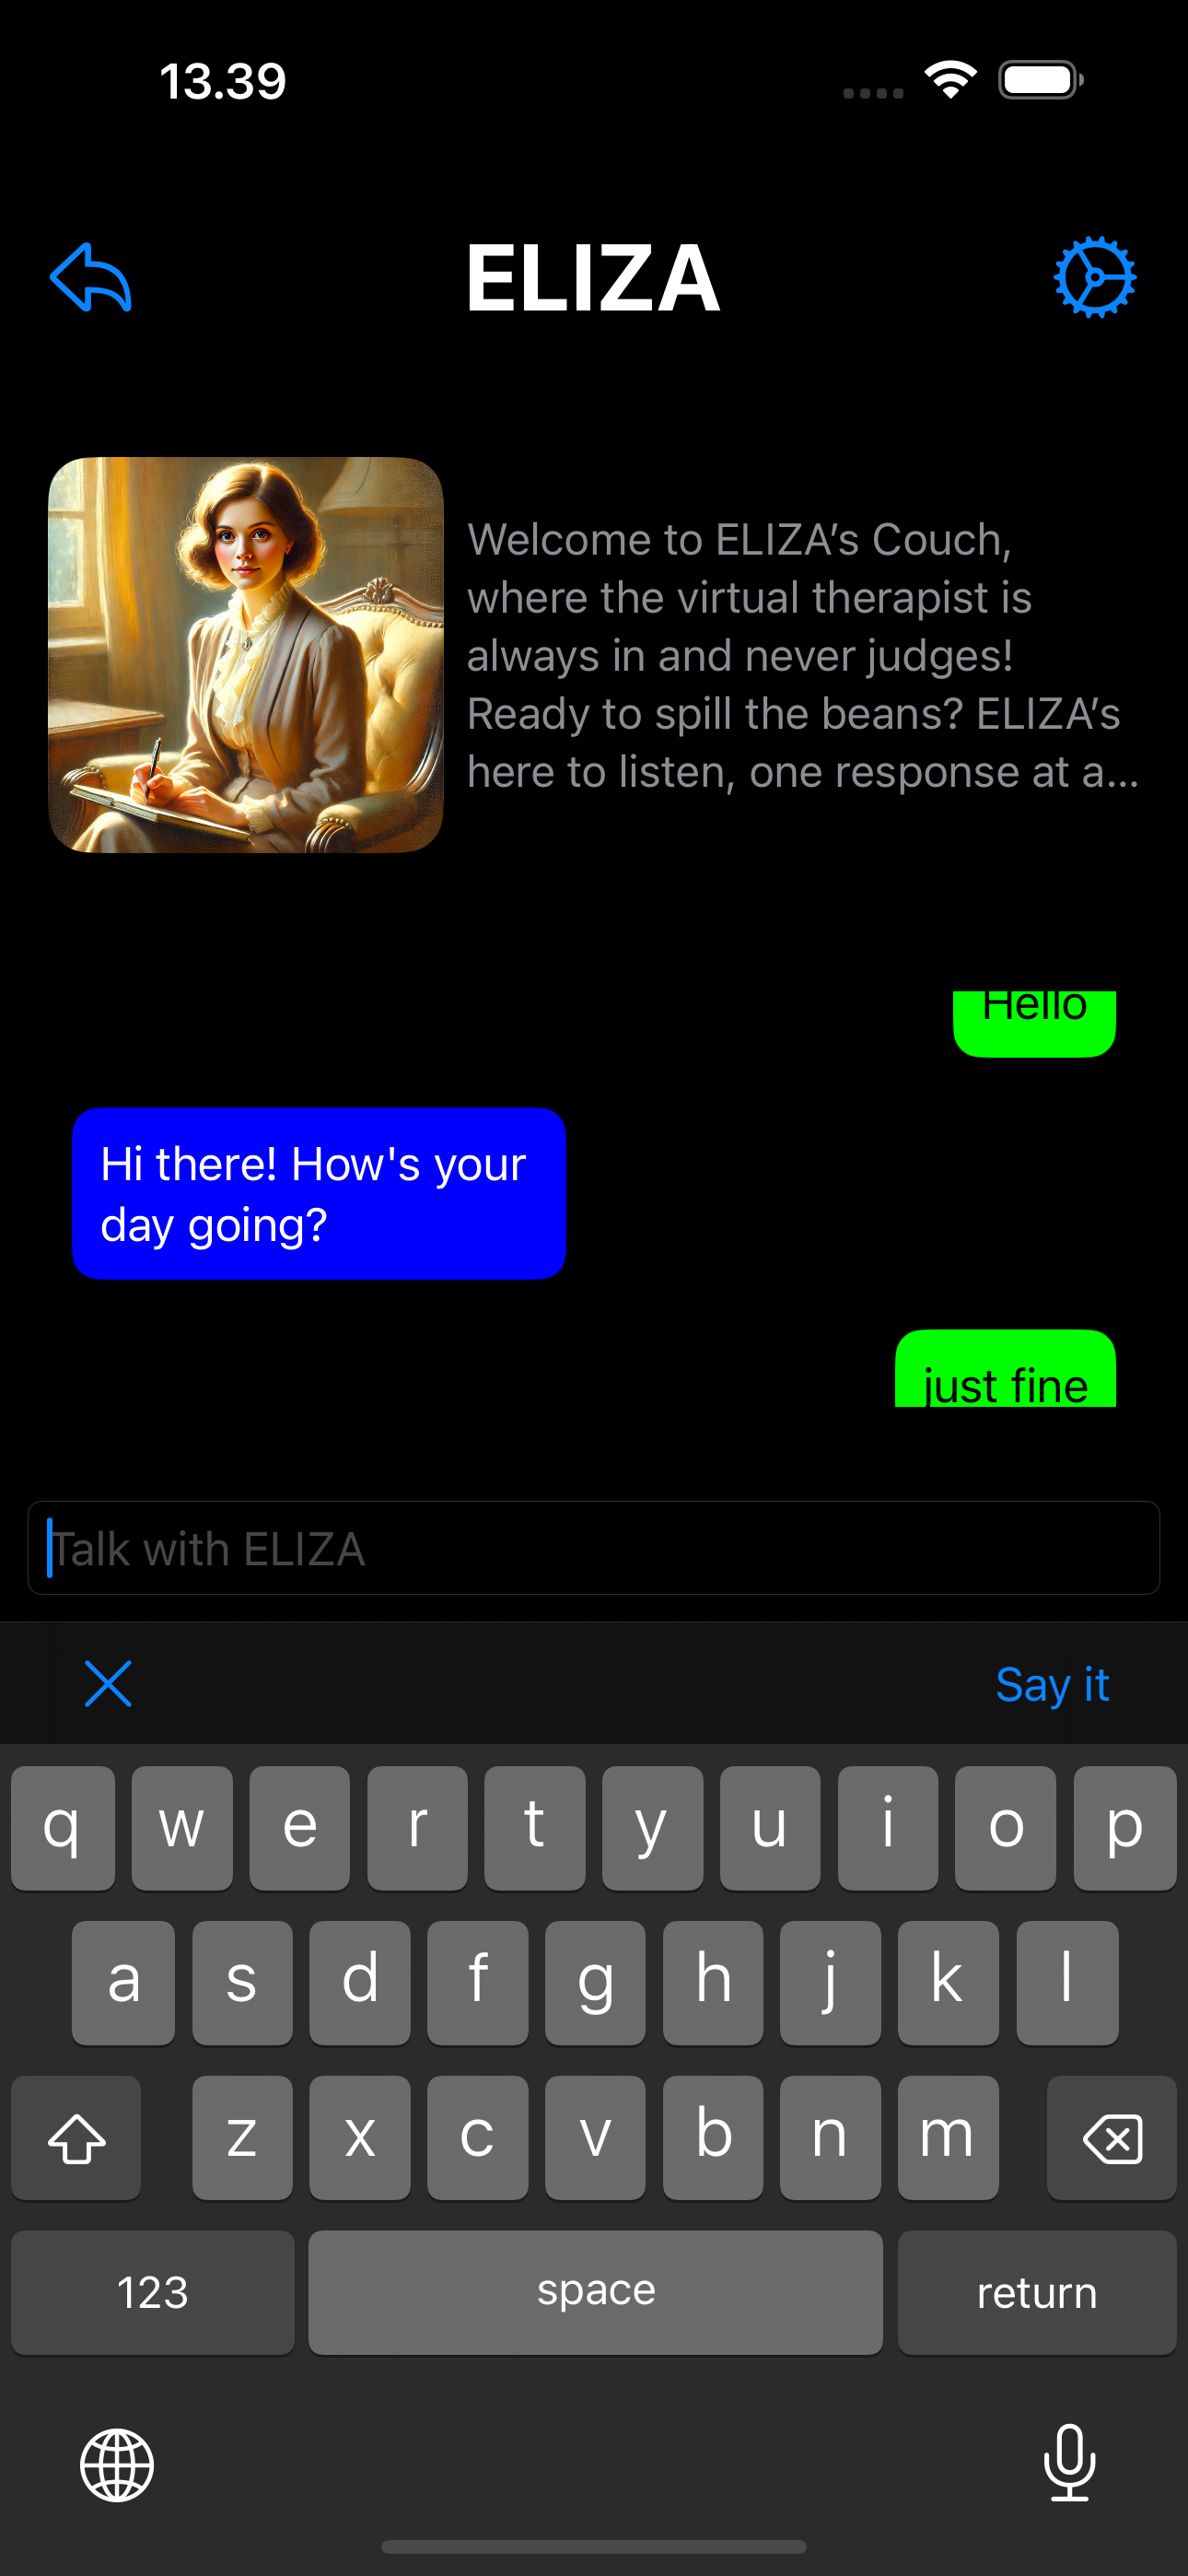 13.39
ELIZA
Welcome to ELIZA’s Couch,
where the virtual therapist is
always in and never judges!
Ready to spill the beans? ELIZA’s
here to listen, one response at a...
Hello
Hi there! How's your
day going?
just fine
Talk with ELIZA
Say it
q w e r t y u i o p
a s d f g h j k l
z x c v b n m
123 space return